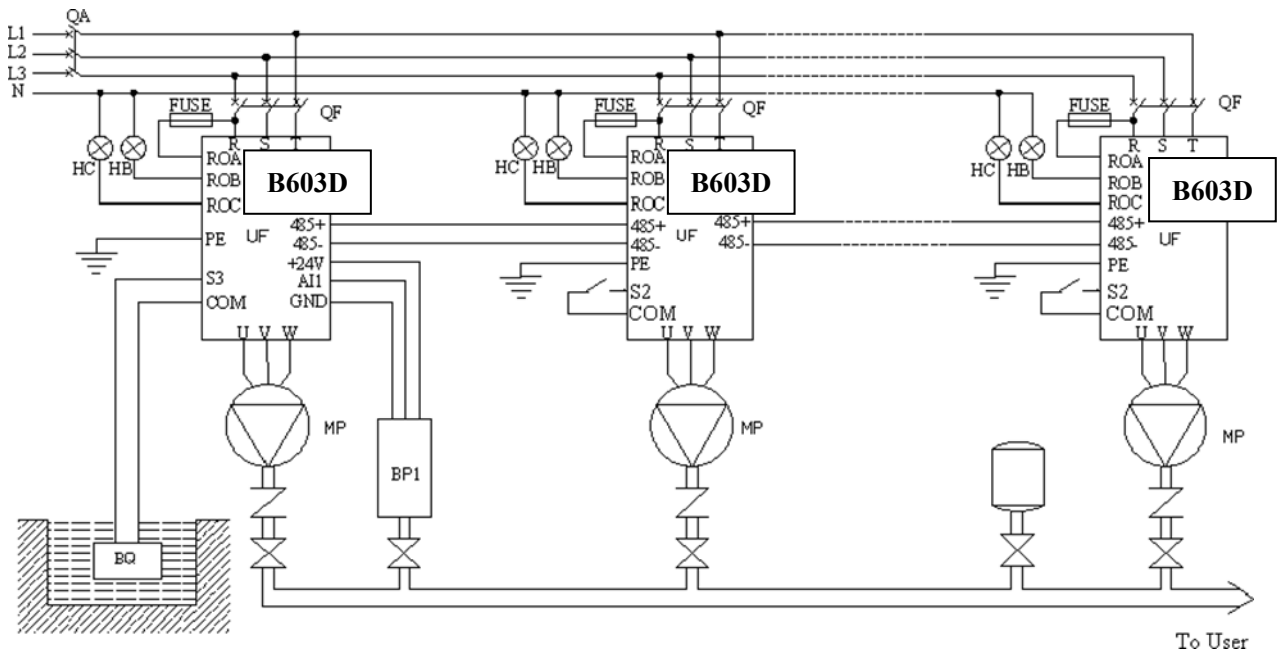 QA
L1
L2
L3
N
FUSE
QF
FUSE
FUSE
QF
R S
R S
R S T
HC HB
HC HB
HC HB
ROA
ROB
ROC
B603D
ROA
ROB
ROC
B603D
ROA
ROB
ROC
B603D
PE
UF
485+
485-
+24V
AI1
GND
S3
COM
U V W
485+
485-
UF
485+
485-
PE
S2
COM
U V W
485+
485-
UF
PE
S2
COM
U V W
MP
MP
MP
BP1
BQ
To User